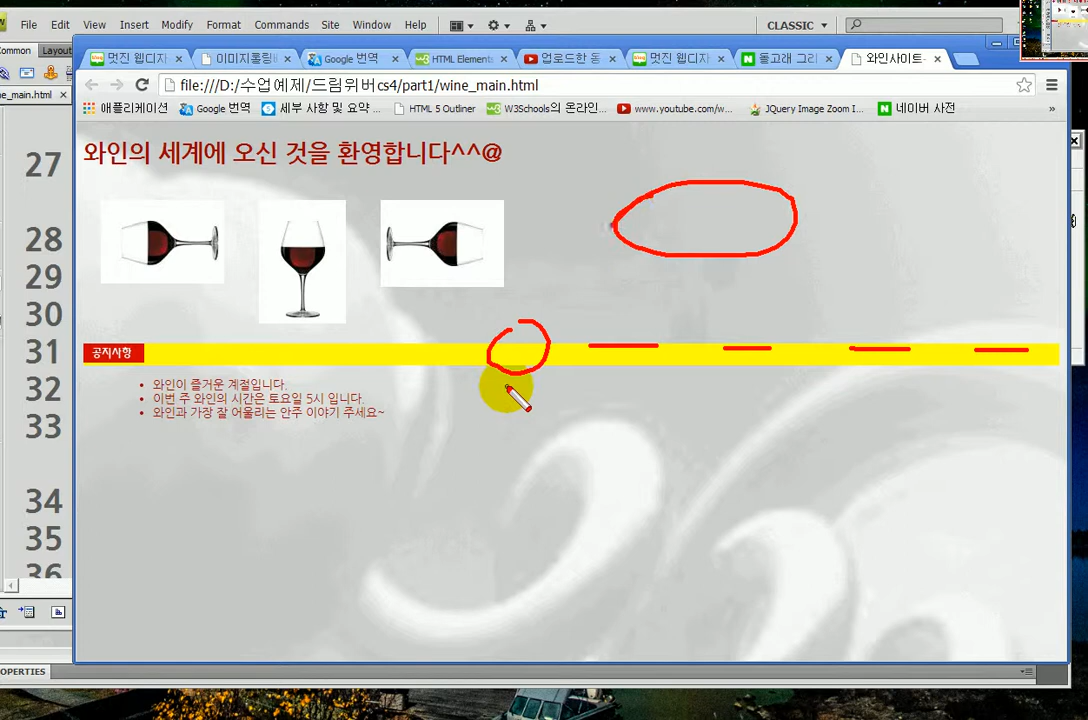 File Edit View Insert Modify Format Commands Site Window Help CLASSIC
Common Layout
멋진 웹디자 이미지롤링 Google 번역 HTML Element 업로드한 동 멋진 웹디자 돌고래 그리 와인사이트
e_main.html
file:///D:/수업예제/드림위버cs4/part1/wine_main.html
애플리케이션 Google 번역 세부 사항 및 요약 ... HTML 5 Outliner W3Schools의 온라인... www.youtube.com/w... JQuery Image Zoom I... 네이버 사전 »
와인의 세계에 오신 것을 환영합니다^^@
27
28
29
30
31
32
33
34
35
36
공지사항
• 와인이 즐거운 계절입니다.
• 이번 주 와인의 시간은 토요일 5시 입니다.
• 와인과 가장 잘 어울리는 안주 이야기 주세요~
OPERTIES